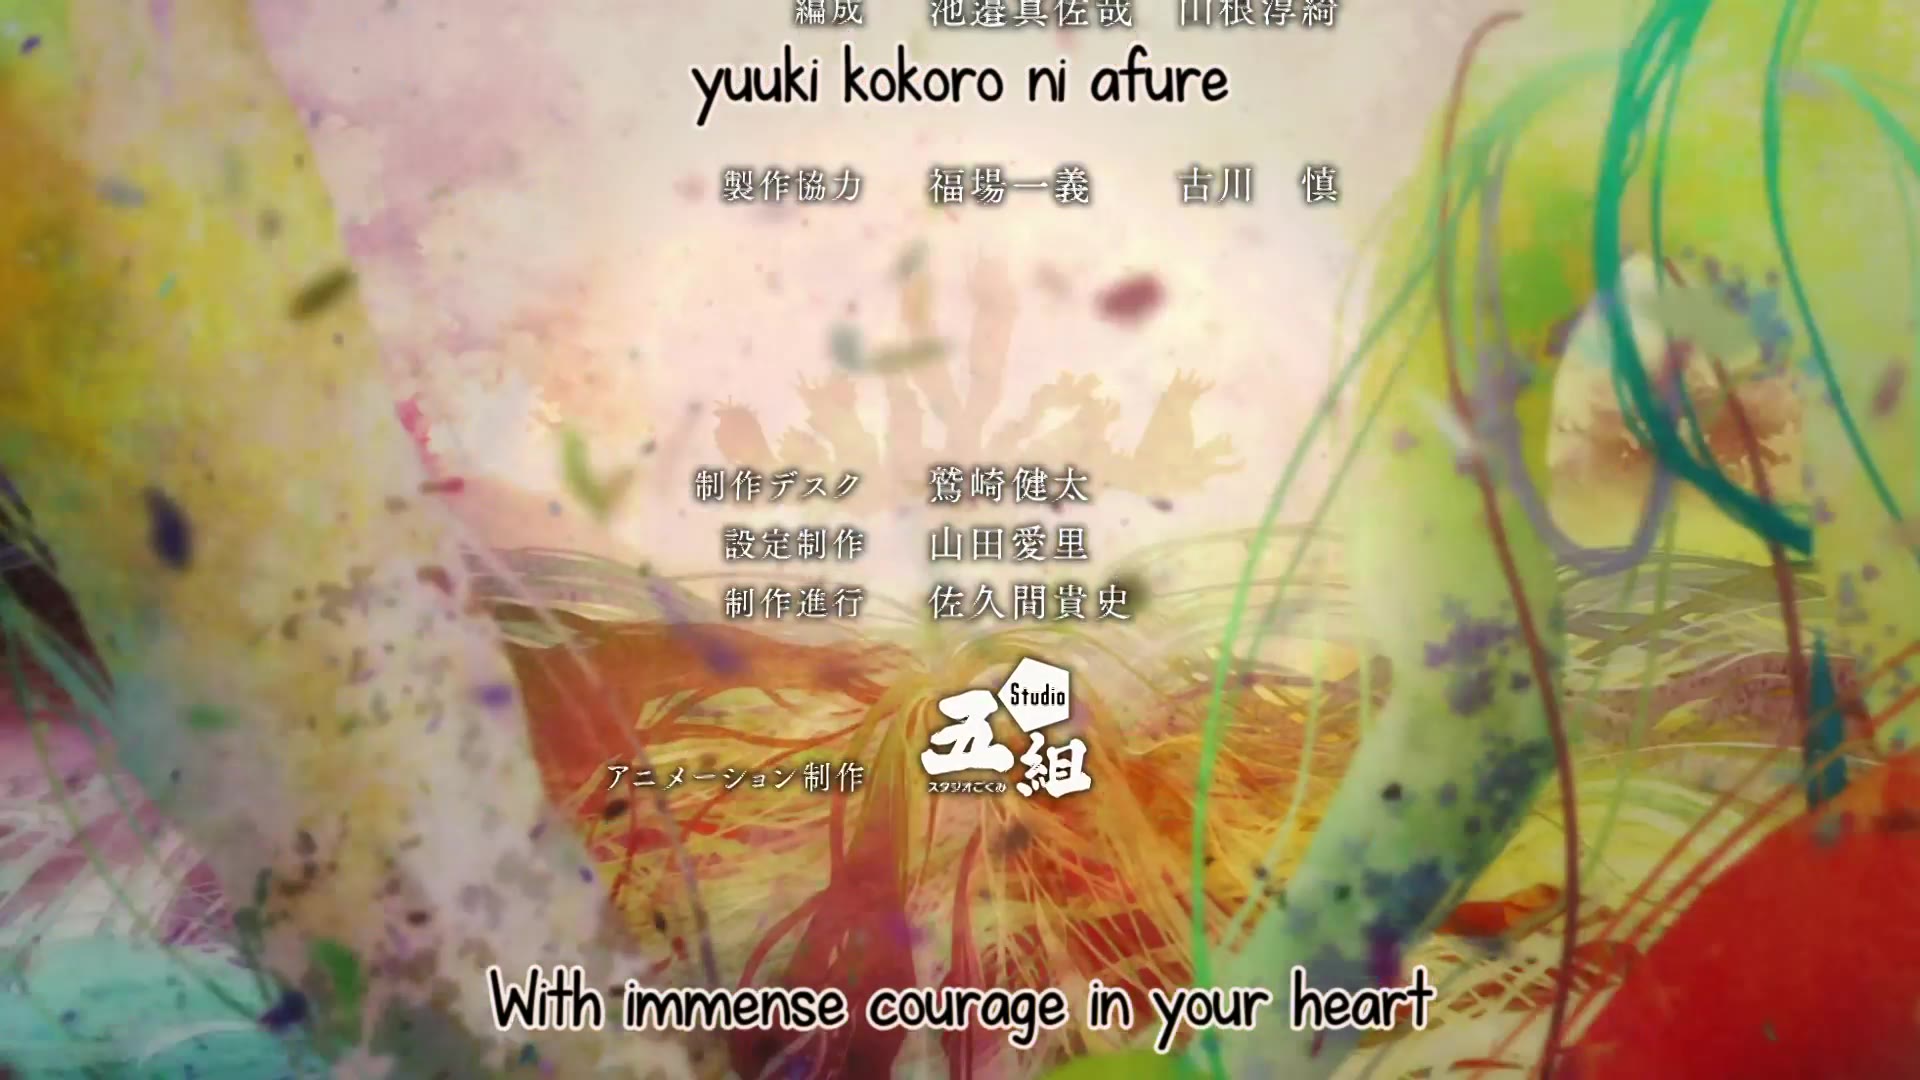 編成 池邉真佐哉 山根淳綺
yuuki kokoro ni afure
製作協力 福場一義 古川 慎
制作デスク 鷲崎健太
設定制作 山田愛里
制作進行 佐久間貴史
Studio
五組
アニメーション制作 スタジオごくみ
With immense courage in your heart